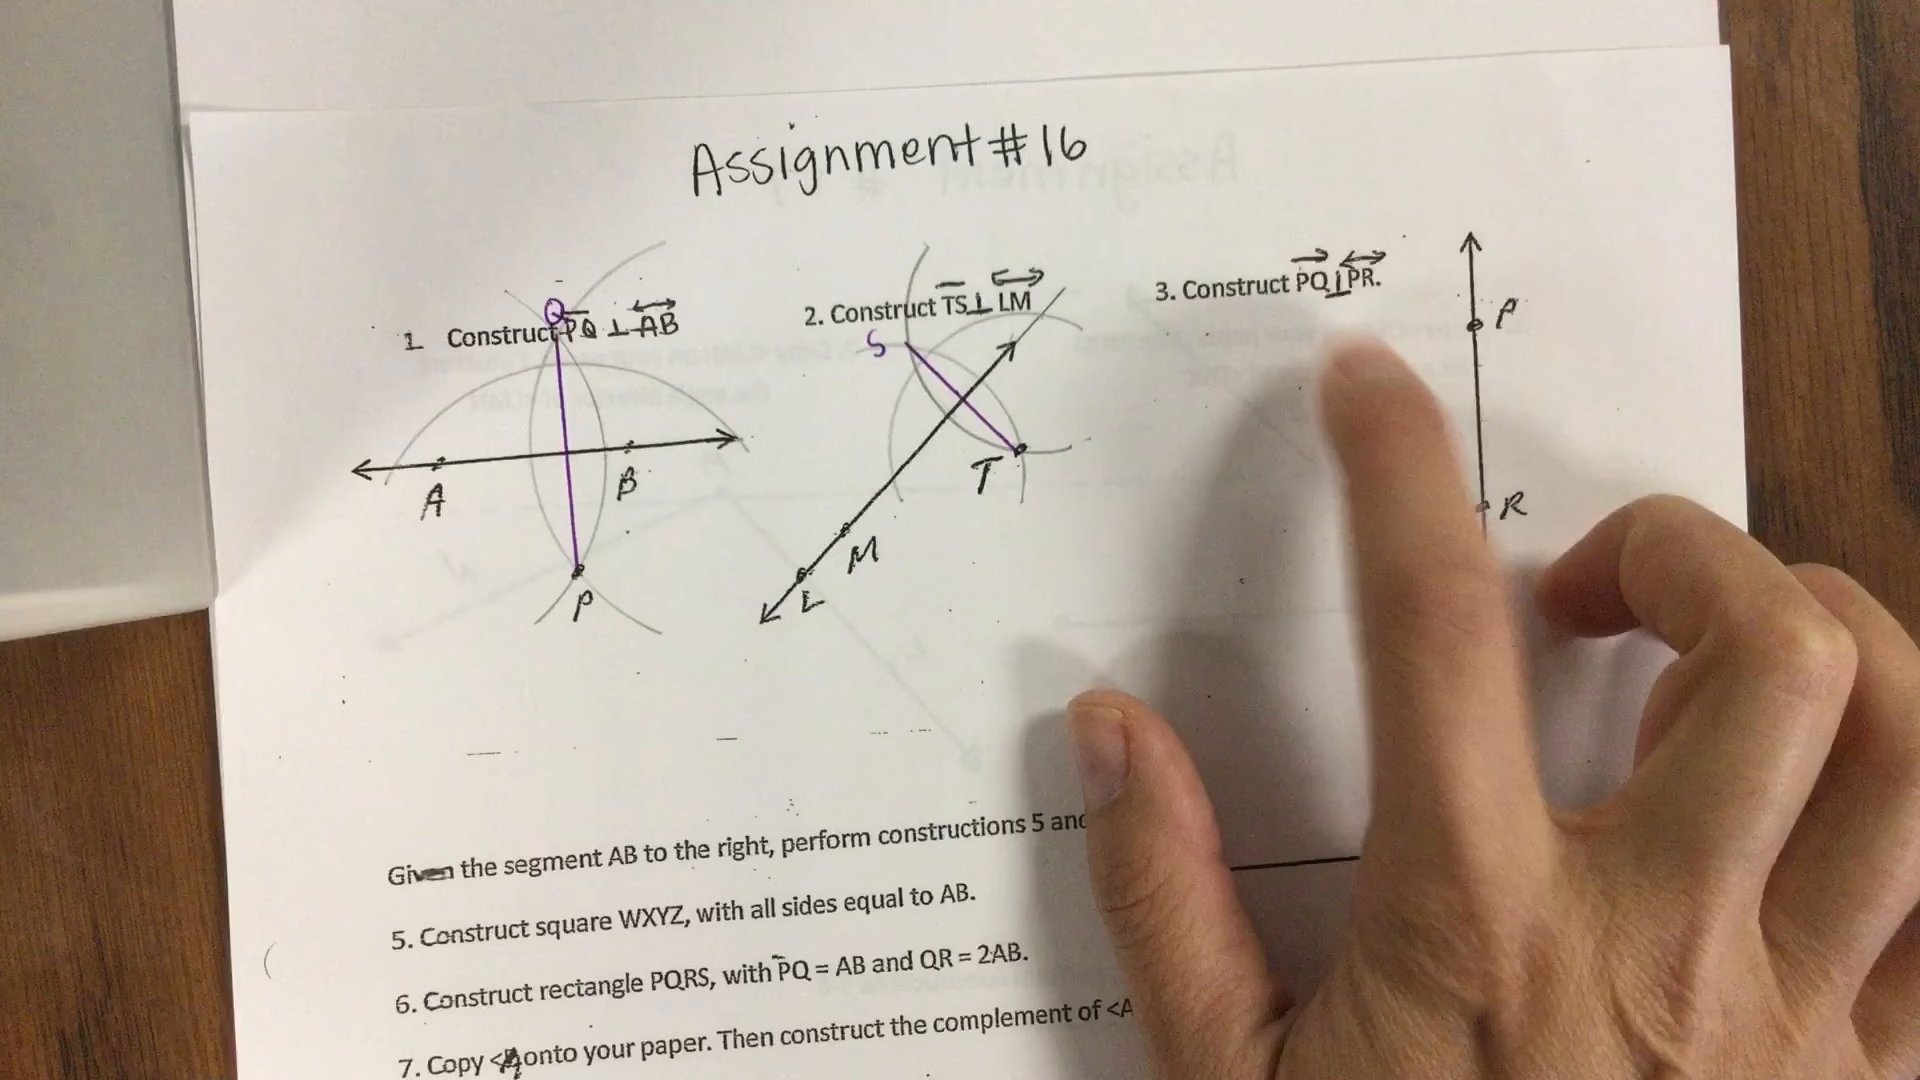 Assignment #16
1 Construct PQ ⊥ AB
2. Construct TS ⊥ LM
3. Construct PQ ⊥ PR.
Q
S
P
A
B
T
R
M
L
P
Given the segment AB to the right, perform constructions 5 and
5. Construct square WXYZ, with all sides equal to AB.
6. Construct rectangle PQRS, with PQ = AB and QR = 2AB.
7. Copy <A onto your paper. Then construct the complement of <A